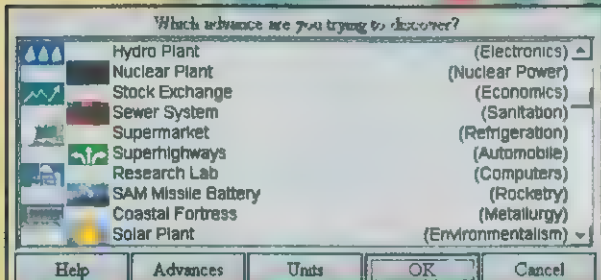 Which advance are you trying to discover?
Hydro Plant (Electronics)
Nuclear Plant (Nuclear Power)
Stock Exchange (Economics)
Sewer System (Sanitation)
Supermarket (Refrigeration)
Superhighways (Automobile)
Research Lab (Computers)
SAM Missile Battery (Rocketry)
Coastal Fortress (Metallurgy)
Solar Plant (Environmentalism)
Help Advances Units OK Cancel